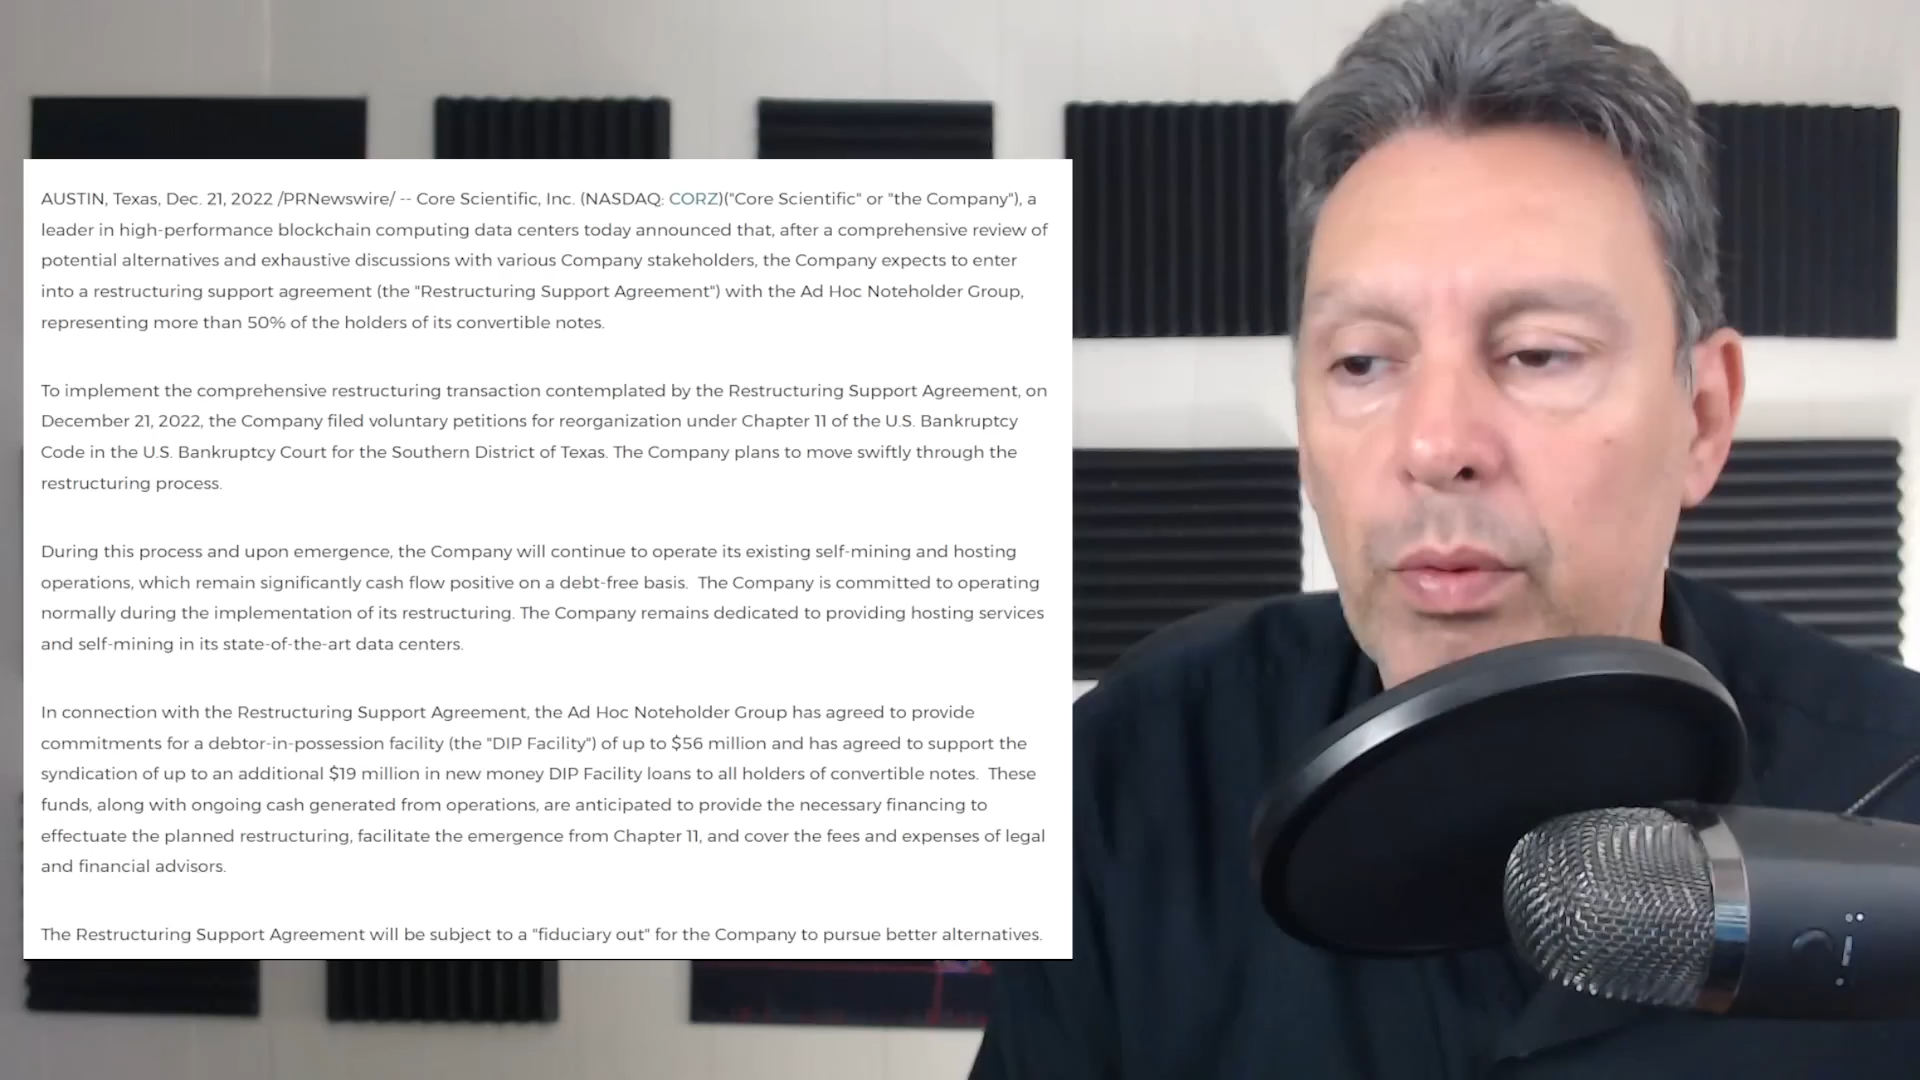 AUSTIN, Texas, Dec. 21, 2022 /PRNewswire/ -- Core Scientific, Inc. (NASDAQ: CORZ)("Core Scientific" or "the Company"), a
leader in high-performance blockchain computing data centers today announced that, after a comprehensive review of
potential alternatives and exhaustive discussions with various Company stakeholders, the Company expects to enter
into a restructuring support agreement (the "Restructuring Support Agreement") with the Ad Hoc Noteholder Group,
representing more than 50% of the holders of its convertible notes.
To implement the comprehensive restructuring transaction contemplated by the Restructuring Support Agreement, on
December 21, 2022, the Company filed voluntary petitions for reorganization under Chapter 11 of the U.S. Bankruptcy
Code in the U.S. Bankruptcy Court for the Southern District of Texas. The Company plans to move swiftly through the
restructuring process.
During this process and upon emergence, the Company will continue to operate its existing self-mining and hosting
operations, which remain significantly cash flow positive on a debt-free basis.  The Company is committed to operating
normally during the implementation of its restructuring. The Company remains dedicated to providing hosting services
and self-mining in its state-of-the-art data centers.
In connection with the Restructuring Support Agreement, the Ad Hoc Noteholder Group has agreed to provide
commitments for a debtor-in-possession facility (the "DIP Facility") of up to $56 million and has agreed to support the
syndication of up to an additional $19 million in new money DIP Facility loans to all holders of convertible notes.  These
funds, along with ongoing cash generated from operations, are anticipated to provide the necessary financing to
effectuate the planned restructuring, facilitate the emergence from Chapter 11, and cover the fees and expenses of legal
and financial advisors.
The Restructuring Support Agreement will be subject to a "fiduciary out" for the Company to pursue better alternatives.